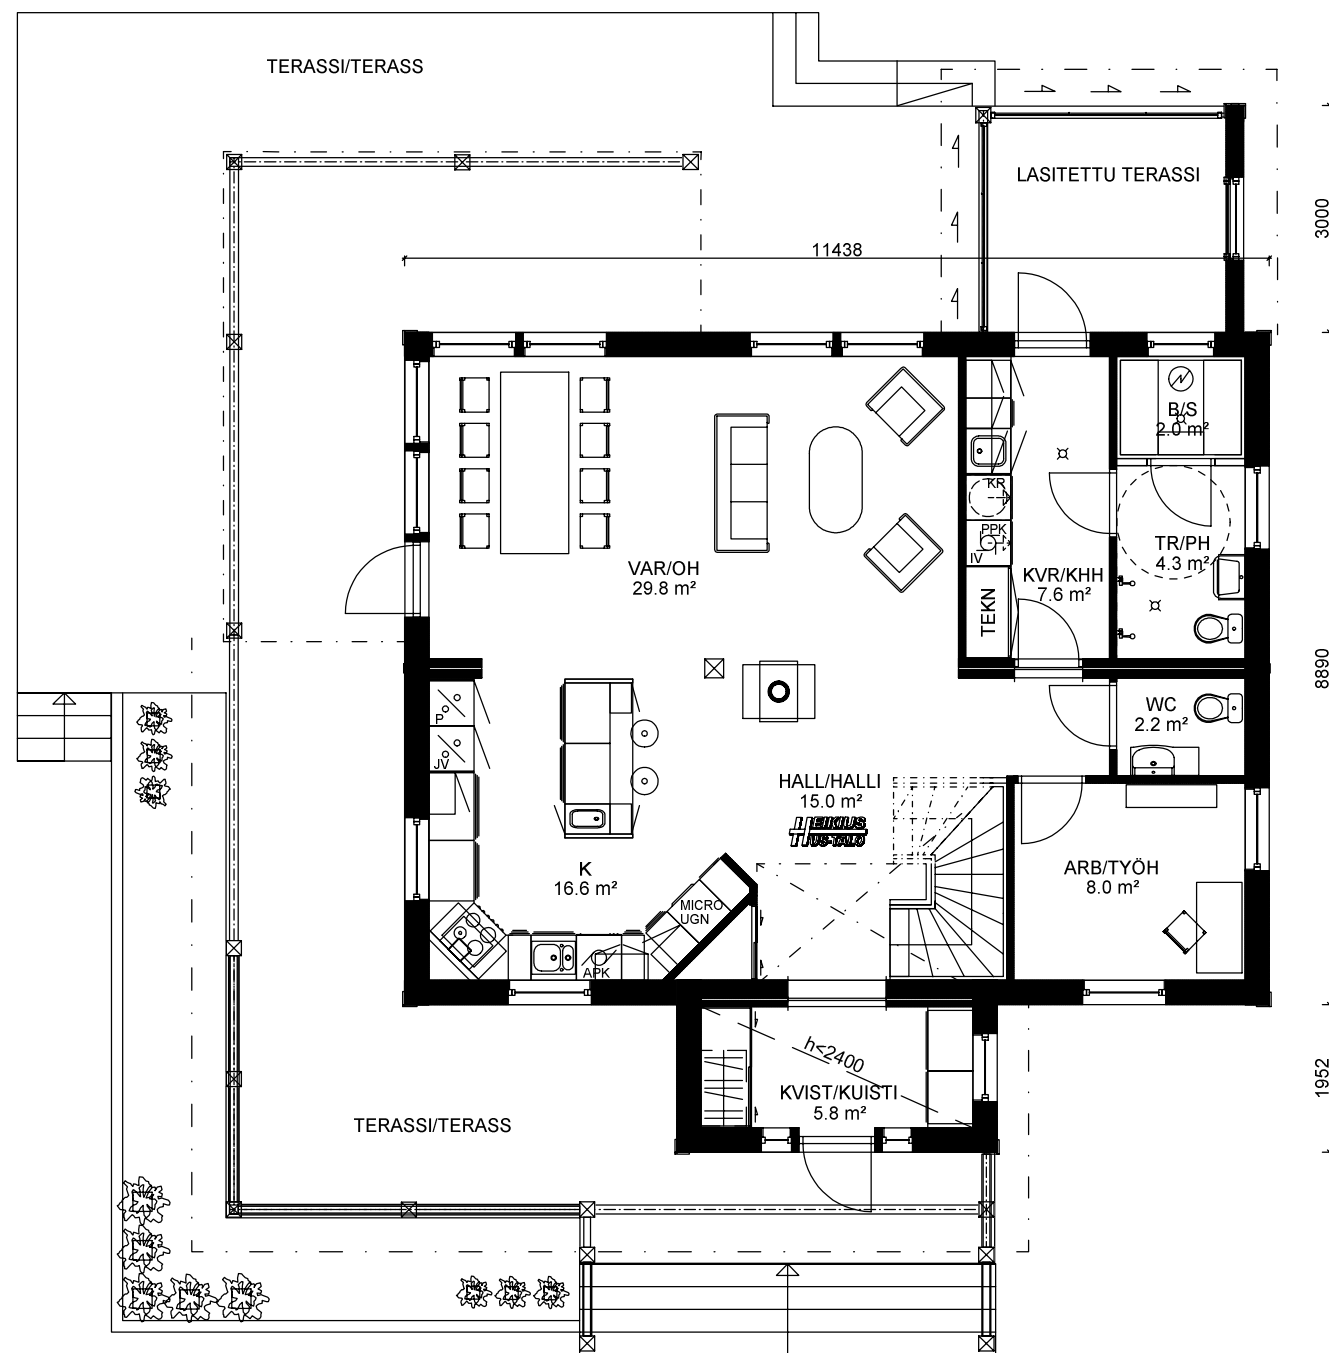 TERASSI/TERASS
LASITETTU TERASSI
3000
11438
B/S
2.0 m²
KR
PPK
IV
TR/PH
4.3 m²
VAR/OH
29.8 m²
KVR/KHH
7.6 m²
TEKN
8890
P
JV
WC
2.2 m²
HALL/HALLI
15.0 m²
HEIKIUS
HUS-TALO
K
16.6 m²
ARB/TYÖH
8.0 m²
MICRO
UGN
APK
h<2400
KVIST/KUISTI
5.8 m²
1952
TERASSI/TERASS